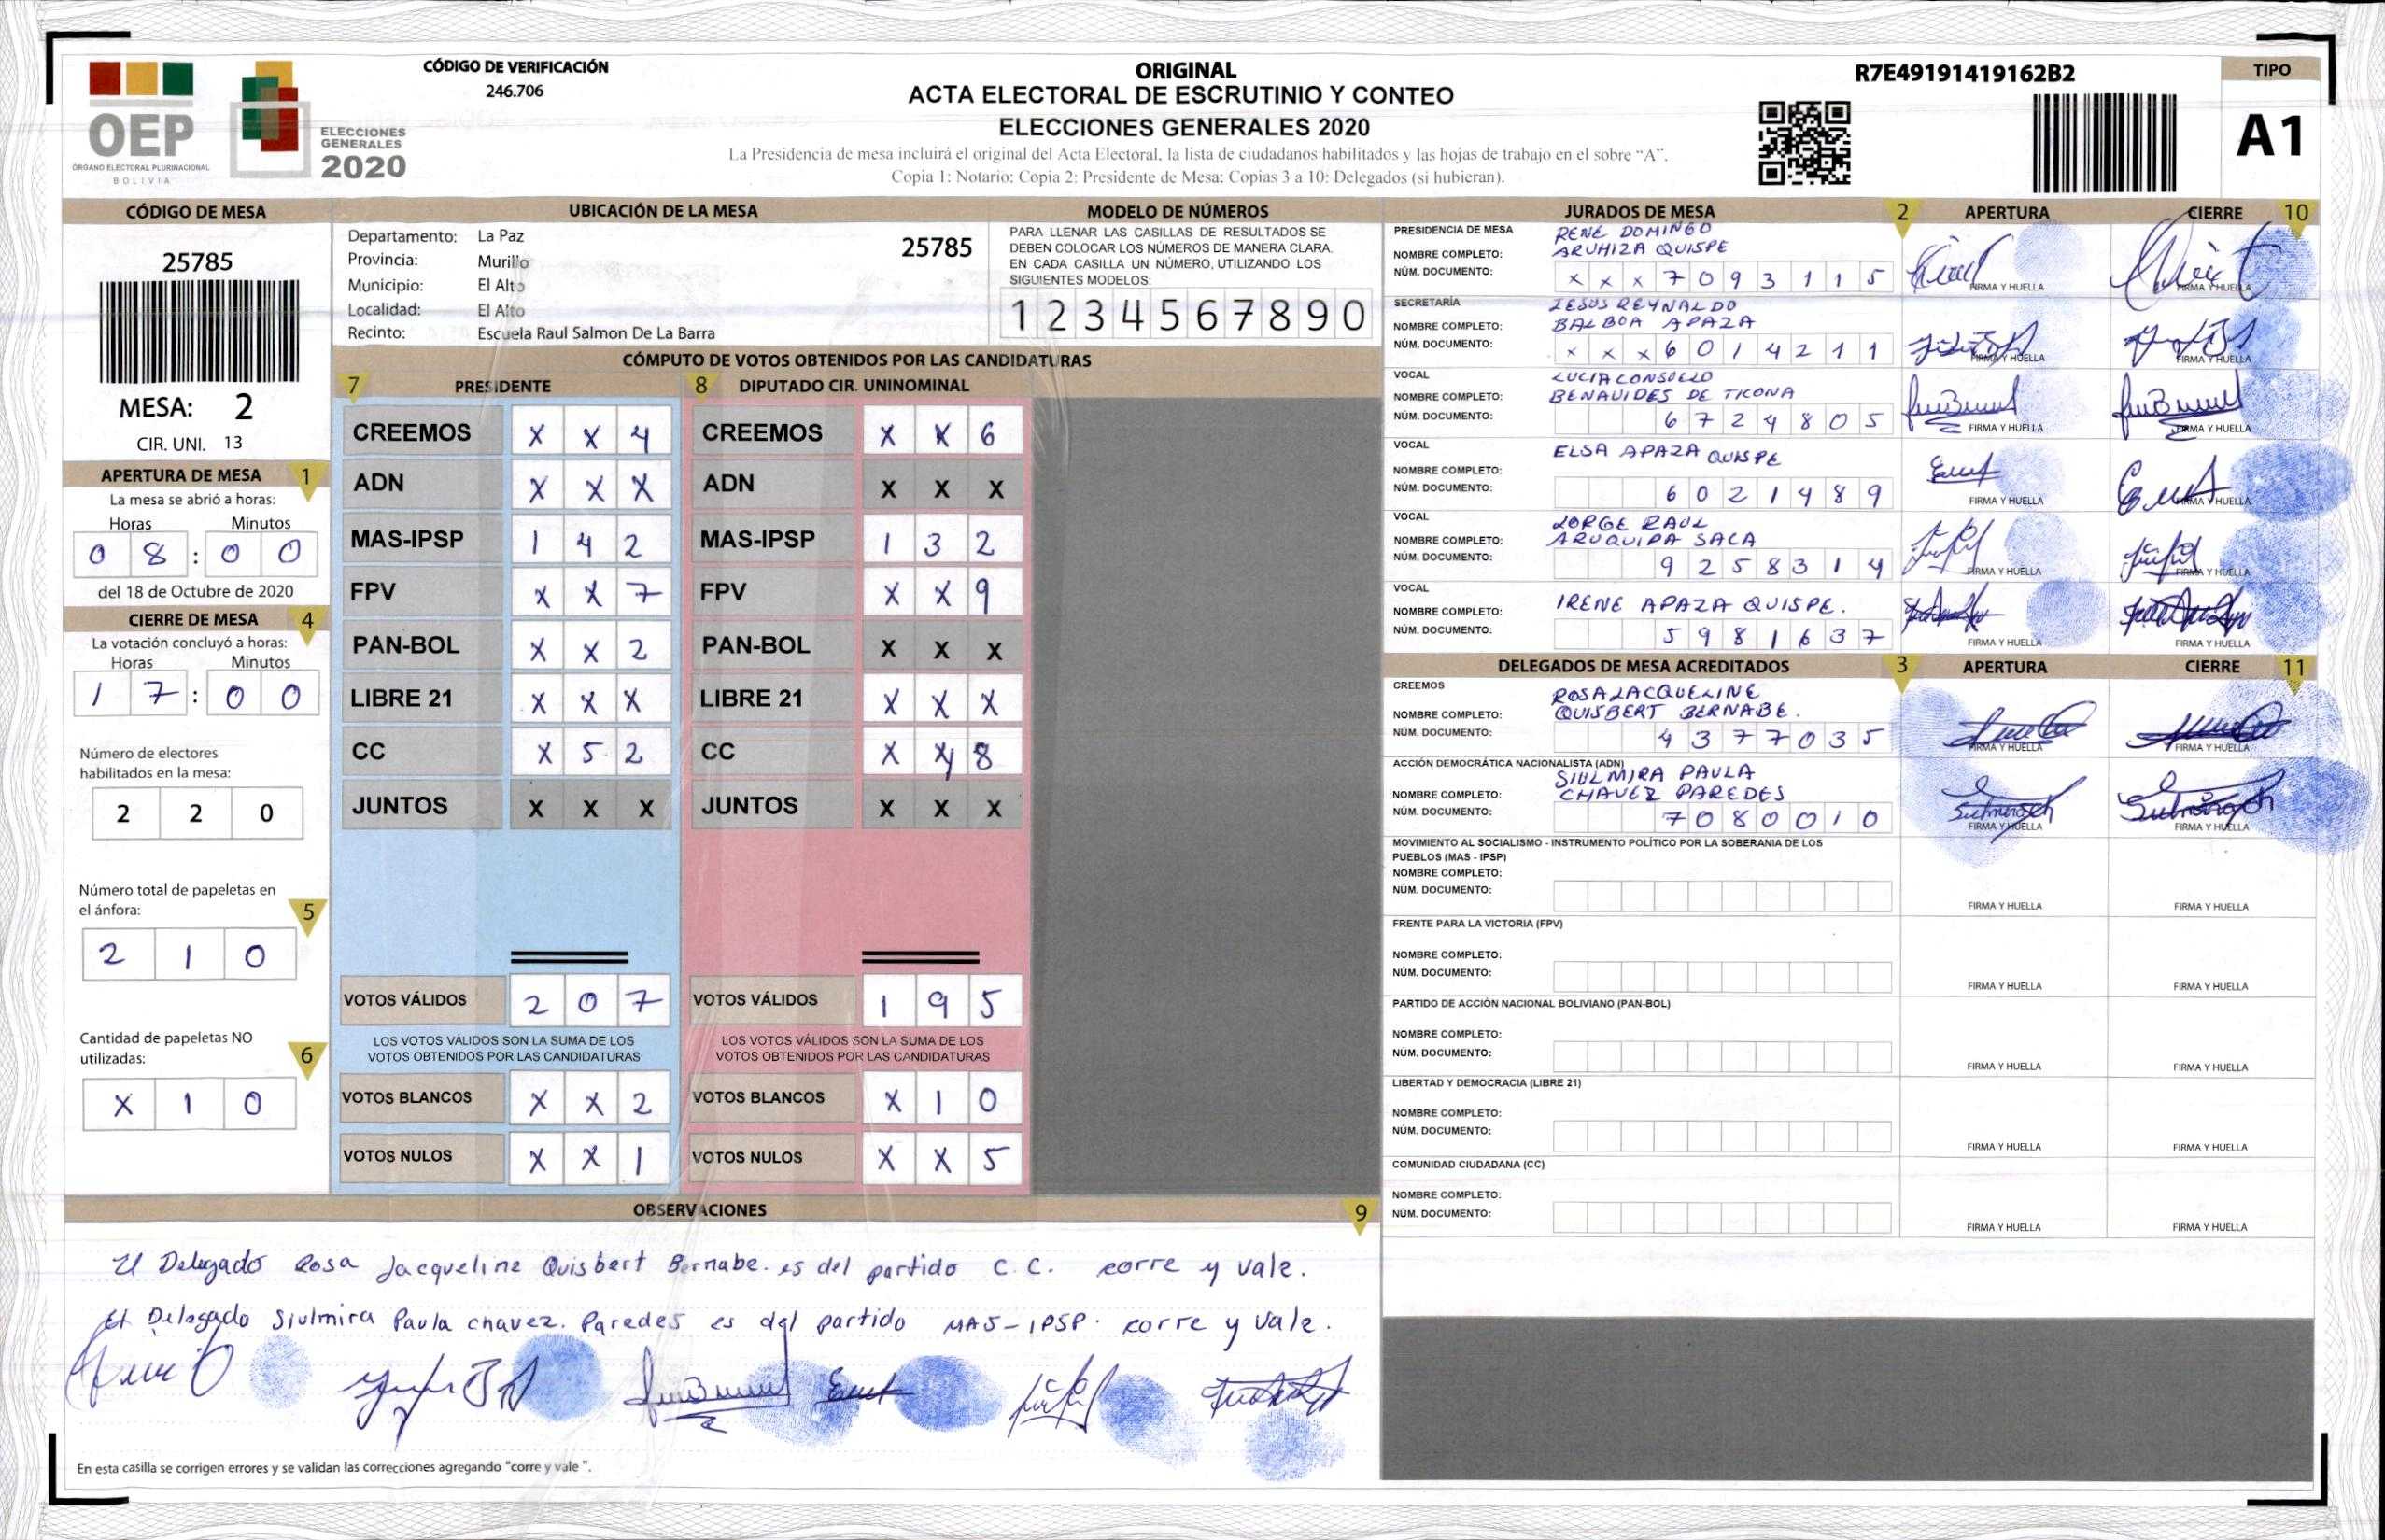 CÓDIGO DE VERIFICACIÓN
246.706
ORIGINAL
ACTA ELECTORAL DE ESCRUTINIO Y CONTEO
ELECCIONES GENERALES 2020
La Presidencia de mesa incluirá el original del Acta Electoral, la lista de ciudadanos habilitados y las hojas de trabajo en el sobre “A”.
Copia 1: Notario: Copia 2: Presidente de Mesa: Copias 3 a 10: Delegados (si hubieran).
R7E49191419162B2
TIPO
A1
OEP
ÓRGANO ELECTORAL PLURINACIONAL
BOLIVIA
ELECCIONES
GENERALES
2020
CÓDIGO DE MESA
25785
MESA: 2
CIR. UNI. 13
APERTURA DE MESA 1
La mesa se abrió a horas:
Horas Minutos
0 8 : 0 0
del 18 de Octubre de 2020
CIERRE DE MESA 4
La votación concluyó a horas:
Horas Minutos
1 7 : 0 0
Número de electores
habilitados en la mesa:
2 2 0
Número total de papeletas en
el ánfora:
5
2 1 0
Cantidad de papeletas NO
utilizadas:
6
X 1 0
UBICACIÓN DE LA MESA
Departamento: La Paz
25785
Provincia: Murillo
Municipio: El Alto
Localidad: El Alto
Recinto: Escuela Raul Salmon De La Barra
MODELO DE NÚMEROS
PARA LLENAR LAS CASILLAS DE RESULTADOS SE
DEBEN COLOCAR LOS NÚMEROS DE MANERA CLARA.
EN CADA CASILLA UN NÚMERO, UTILIZANDO LOS
SIGUIENTES MODELOS:
1 2 3 4 5 6 7 8 9 0
CÓMPUTO DE VOTOS OBTENIDOS POR LAS CANDIDATURAS
7 PRESIDENTE
CREEMOS X X 4
ADN X X X
MAS-IPSP 1 4 2
FPV X X 7
PAN-BOL X X 2
LIBRE 21 X X X
CC X 5 2
JUNTOS X X X
VOTOS VÁLIDOS 2 0 7
LOS VOTOS VÁLIDOS SON LA SUMA DE LOS
VOTOS OBTENIDOS POR LAS CANDIDATURAS
VOTOS BLANCOS X X 2
VOTOS NULOS X X 1
8 DIPUTADO CIR. UNINOMINAL
CREEMOS X X 6
ADN X X X
MAS-IPSP 1 3 2
FPV X X 9
PAN-BOL X X X
LIBRE 21 X X X
CC X 8
JUNTOS X X X
VOTOS VÁLIDOS 1 9 5
LOS VOTOS VÁLIDOS SON LA SUMA DE LOS
VOTOS OBTENIDOS POR LAS CANDIDATURAS
VOTOS BLANCOS X 1 0
VOTOS NULOS X X 5
OBSERVACIONES 9
El Delegado Rosa Jacqueline Quisbert Bernabe. es del partido C.C. corre y vale.
El Delegado Siulmira Paula chavez. Paredes es del partido MAS-IPSP. corre y vale.
En esta casilla se corrigen errores y se validan las correcciones agregando “corre y vale ”.
JURADOS DE MESA 2 APERTURA CIERRE 10
PRESIDENCIA DE MESA
RENÉ DOMINGO
NOMBRE COMPLETO: ARUHIZA QUISPE
NÚM. DOCUMENTO: X X X 7 0 9 3 1 1 5
FIRMA Y HUELLA FIRMA Y HUELLA
SECRETARÍA
JESUS REYNALDO
NOMBRE COMPLETO: BALBOA APAZA
NÚM. DOCUMENTO: X X X 6 0 1 4 2 1 1
FIRMA Y HUELLA FIRMA Y HUELLA
VOCAL
LUCIA CONSUELO
NOMBRE COMPLETO: BENAVIDES DE TICONA
NÚM. DOCUMENTO: 6 7 2 4 8 0 5
FIRMA Y HUELLA FIRMA Y HUELLA
VOCAL
ELSA APAZA QUISPE
NOMBRE COMPLETO:
NÚM. DOCUMENTO: 6 0 2 1 4 8 9
FIRMA Y HUELLA FIRMA Y HUELLA
VOCAL
JORGE RAUL
NOMBRE COMPLETO: ARUQUIPA SACA
NÚM. DOCUMENTO: 9 2 5 8 3 1 4
FIRMA Y HUELLA FIRMA Y HUELLA
VOCAL
NOMBRE COMPLETO: IRENE APAZA QUISPE.
NÚM. DOCUMENTO: 5 9 8 1 6 3 7
FIRMA Y HUELLA FIRMA Y HUELLA
DELEGADOS DE MESA ACREDITADOS 3 APERTURA CIERRE 11
CREEMOS
ROSA JACQUELINE
NOMBRE COMPLETO: QUISBERT BERNABE.
NÚM. DOCUMENTO: 4 3 7 7 0 3 5
FIRMA Y HUELLA FIRMA Y HUELLA
ACCIÓN DEMOCRÁTICA NACIONALISTA (ADN)
SIULMIRA PAULA
NOMBRE COMPLETO: CHAVEZ PAREDES
NÚM. DOCUMENTO: 7 0 8 0 0 1 0
FIRMA Y HUELLA FIRMA Y HUELLA
MOVIMIENTO AL SOCIALISMO - INSTRUMENTO POLÍTICO POR LA SOBERANIA DE LOS
PUEBLOS (MAS - IPSP)
NOMBRE COMPLETO:
NÚM. DOCUMENTO:
FIRMA Y HUELLA FIRMA Y HUELLA
FRENTE PARA LA VICTORIA (FPV)
NOMBRE COMPLETO:
NÚM. DOCUMENTO:
FIRMA Y HUELLA FIRMA Y HUELLA
PARTIDO DE ACCIÓN NACIONAL BOLIVIANO (PAN-BOL)
NOMBRE COMPLETO:
NÚM. DOCUMENTO:
FIRMA Y HUELLA FIRMA Y HUELLA
LIBERTAD Y DEMOCRACIA (LIBRE 21)
NOMBRE COMPLETO:
NÚM. DOCUMENTO:
FIRMA Y HUELLA FIRMA Y HUELLA
COMUNIDAD CIUDADANA (CC)
NOMBRE COMPLETO:
NÚM. DOCUMENTO:
FIRMA Y HUELLA FIRMA Y HUELLA